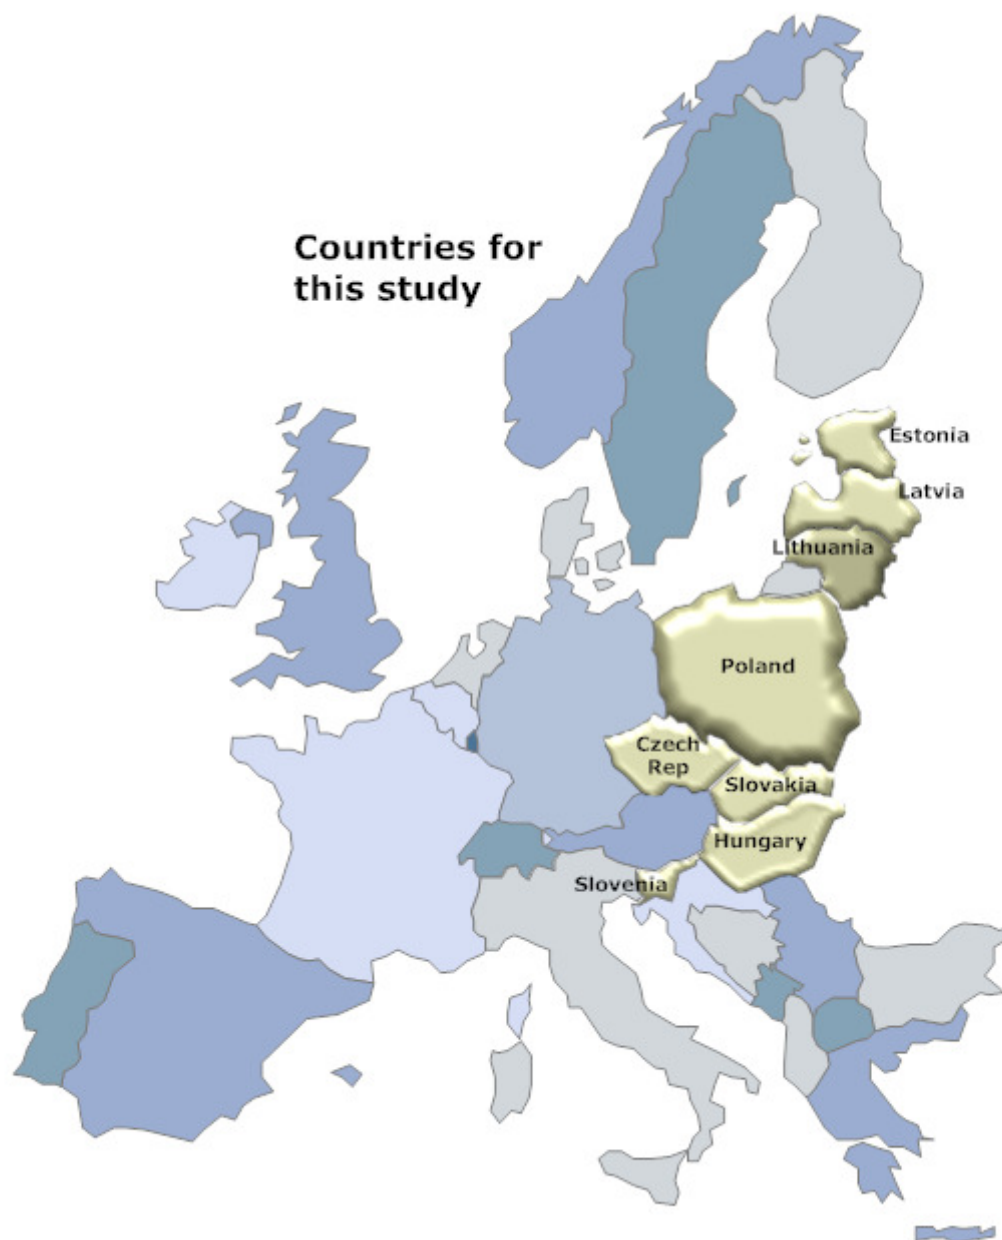 Countries for
this study
Estonia
Latvia
Lithuania
Poland
Czech
Rep
Slovakia
Hungary
Slovenia